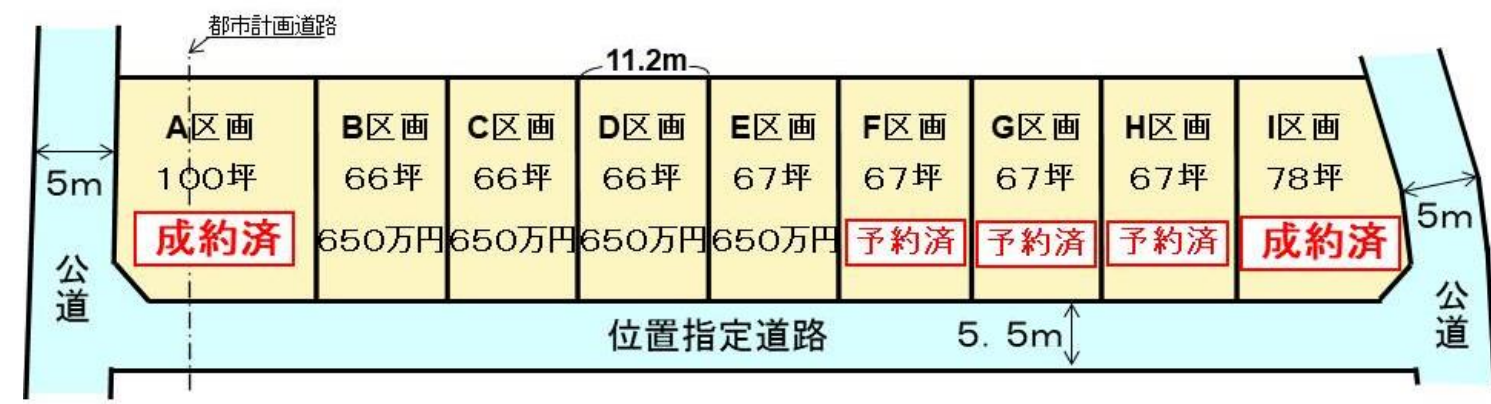 都市計画道路
11.2m
A区画
100坪
成約済
B区画
66坪
650万円
C区画
66坪
650万円
D区画
66坪
650万円
E区画
67坪
650万円
F区画
67坪
予約済
G区画
67坪
予約済
H区画
67坪
予約済
I区画
78坪
成約済
5m
公道
5m
公道
位置指定道路
5.5m